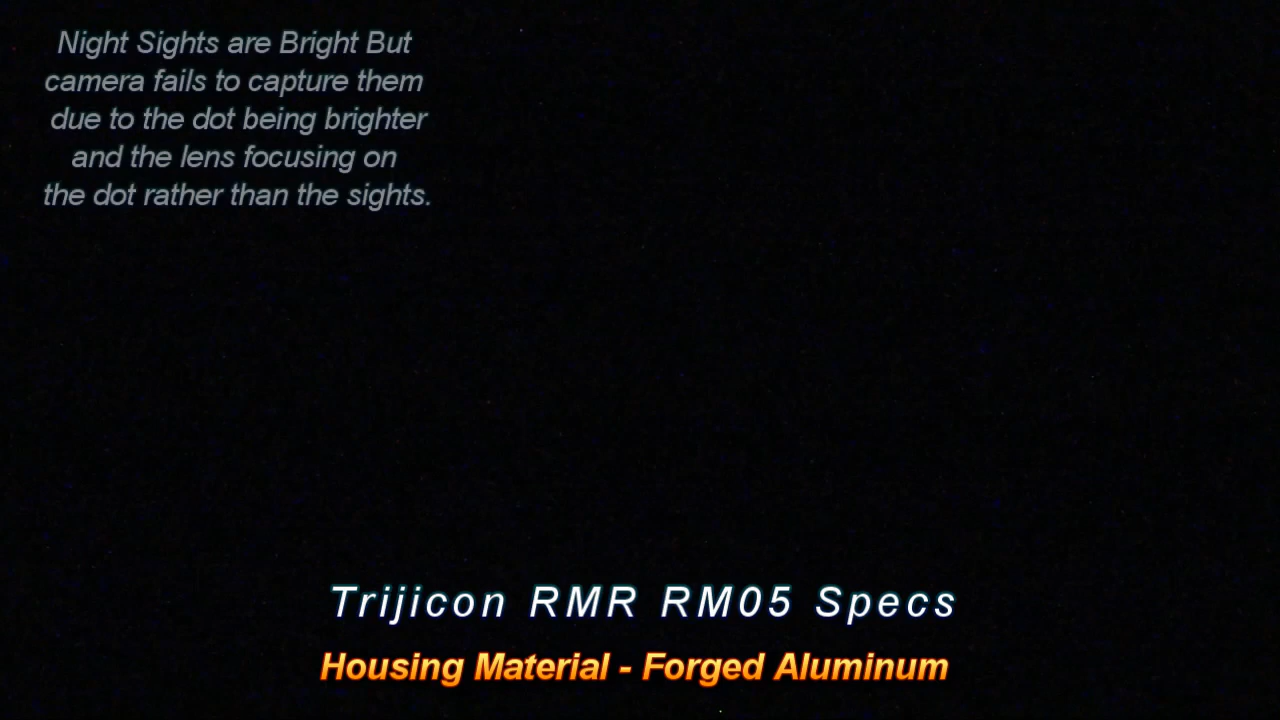 Night Sights are Bright But
camera fails to capture them
due to the dot being brighter
and the lens focusing on
the dot rather than the sights.
Trijicon RMR RM05 Specs
Housing Material - Forged Aluminum